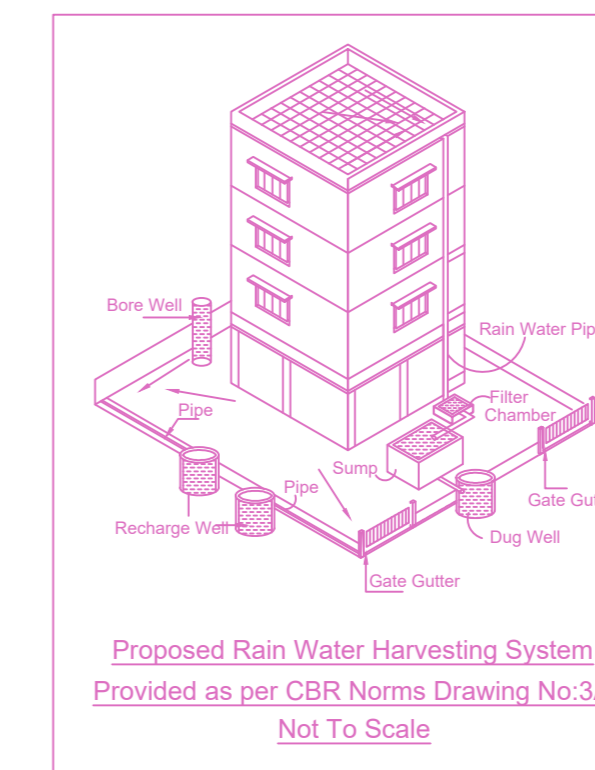 Bore Well
Rain Water Pip
Filter
Chamber
Pipe
Sump
Pipe
Gate Gut
Recharge Well
Dug Well
Gate Gutter
Proposed Rain Water Harvesting System
Provided as per CBR Norms Drawing No:3
Not To Scale